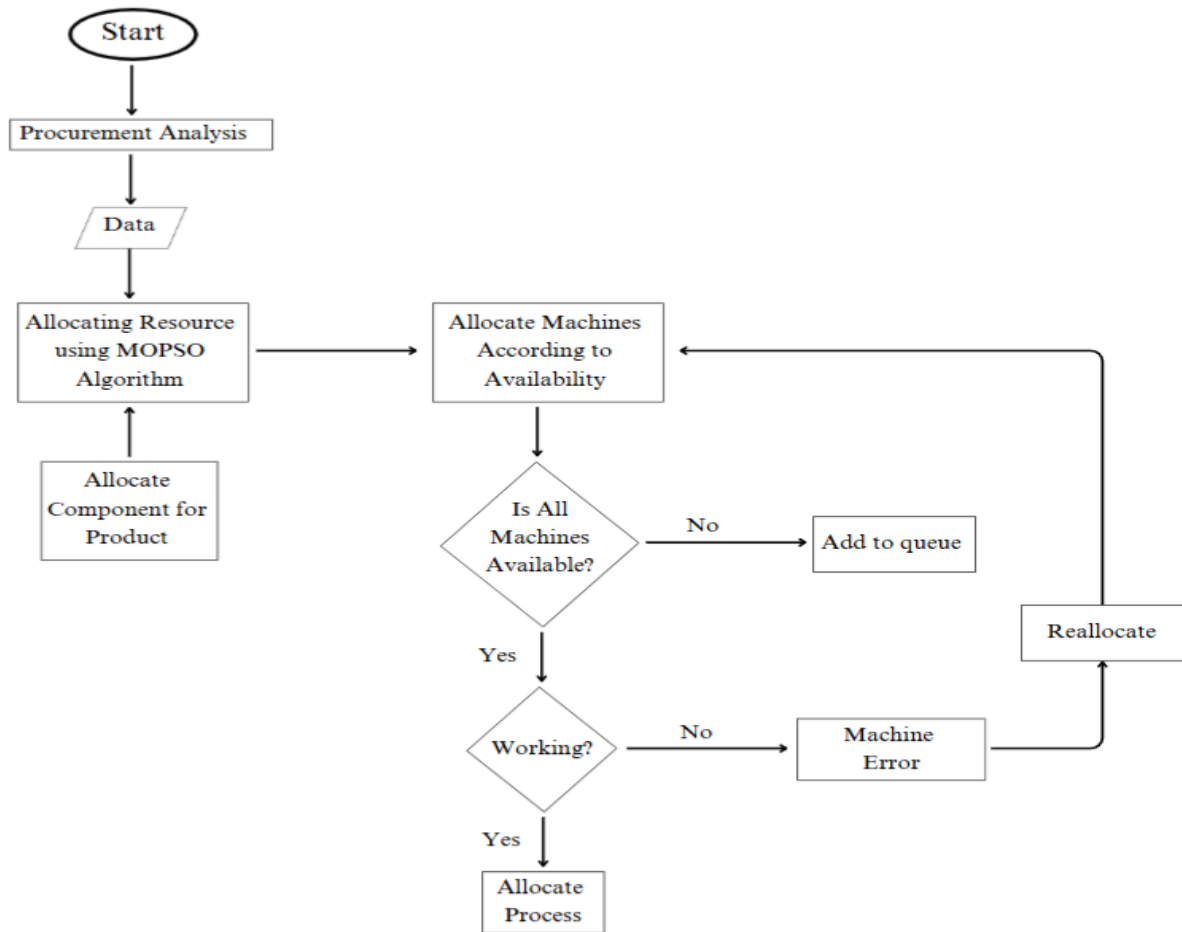 Start
Procurement Analysis
Data
Allocating Resource
using MOPSO
Algorithm
Allocate Machines
According to
Availability
Allocate
Component for
Product
Is All
Machines
Available?
No
Add to queue
Reallocate
Yes
Working?
No
Machine
Error
Yes
Allocate
Process